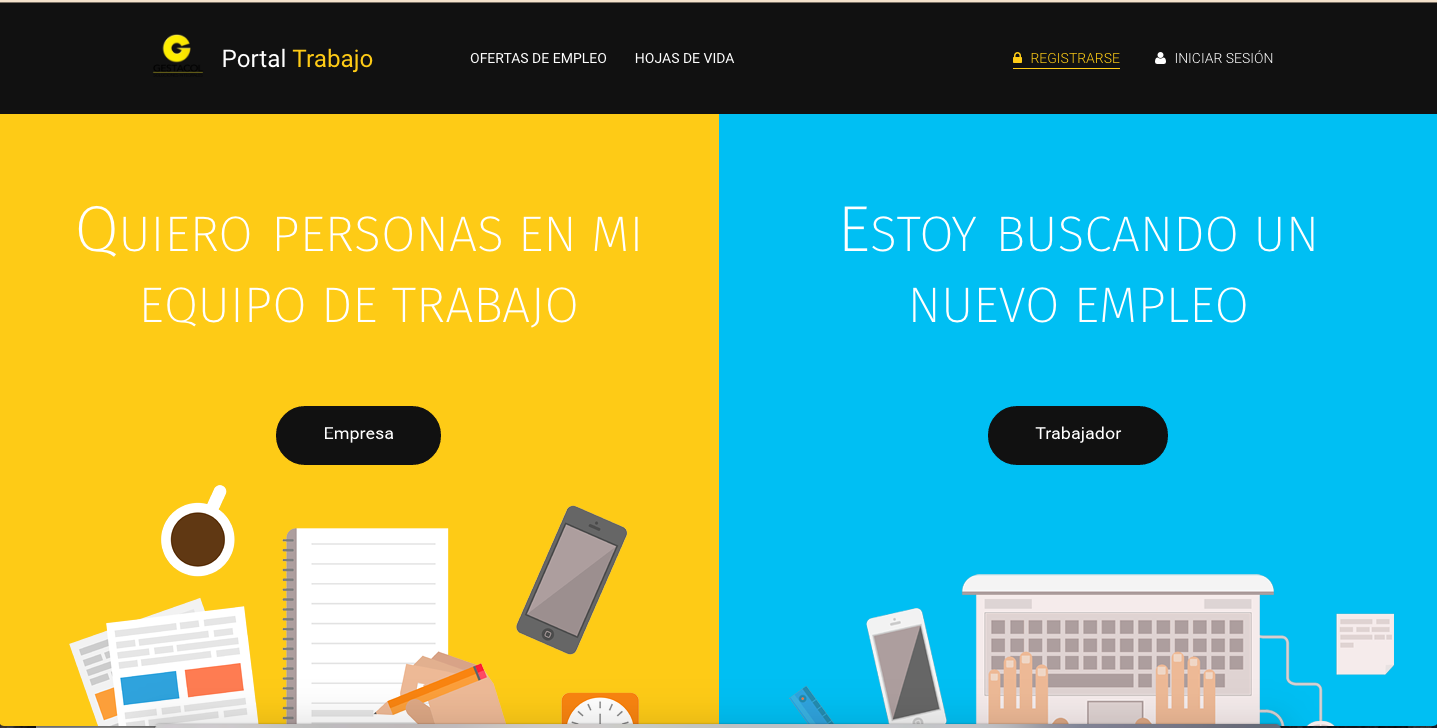 Portal Trabajo
OFERTAS DE EMPLEO
HOJAS DE VIDA
REGISTRARSE
INICIAR SESIÓN
QUIERO PERSONAS EN MI
EQUIPO DE TRABAJO
Empresa
ESTOY BUSCANDO UN
NUEVO EMPLEO
Trabajador